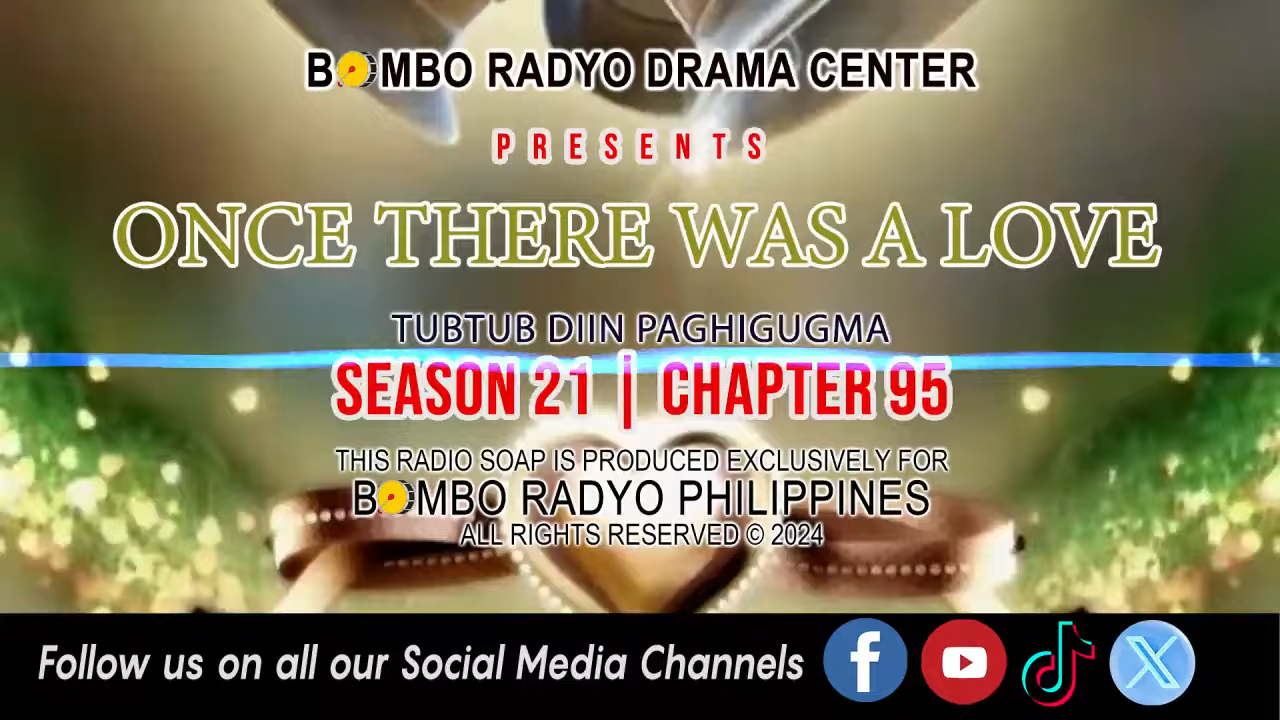 BOMBO RADYO DRAMA CENTER
PRESENTS
ONCE THERE WAS A LOVE
TUBTUB DIIN PAGHIGUGMA
SEASON 21 | CHAPTER 95
THIS RADIO SOAP IS PRODUCED EXCLUSIVELY FOR
BOMBO RADYO PHILIPPINES
ALL RIGHTS RESERVED © 2024
Follow us on all our Social Media Channels